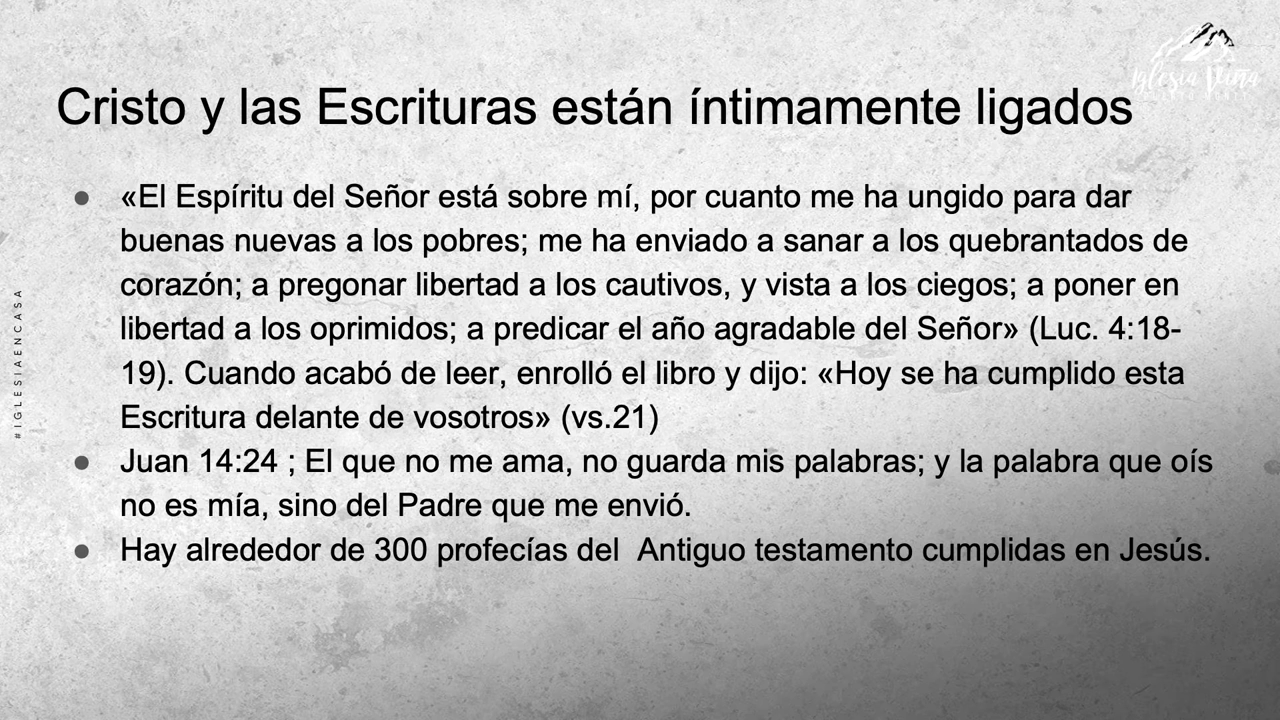 Iglesia Viña
Cristo y las Escrituras están íntimamente ligados
● «El Espíritu del Señor está sobre mí, por cuanto me ha ungido para dar
buenas nuevas a los pobres; me ha enviado a sanar a los quebrantados de
corazón; a pregonar libertad a los cautivos, y vista a los ciegos; a poner en
libertad a los oprimidos; a predicar el año agradable del Señor» (Luc. 4:18-
19). Cuando acabó de leer, enrolló el libro y dijo: «Hoy se ha cumplido esta
Escritura delante de vosotros» (vs.21)
● Juan 14:24 ; El que no me ama, no guarda mis palabras; y la palabra que oís
no es mía, sino del Padre que me envió.
● Hay alrededor de 300 profecías del  Antiguo testamento cumplidas en Jesús.
#IGLESIAENCASA